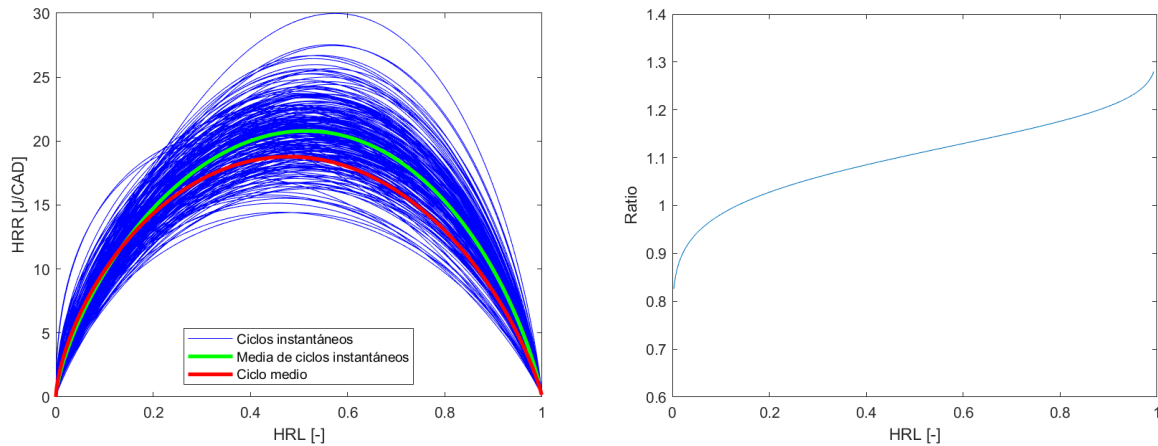 30
25
20
15
10
5
0
HRR [J/CAD]
Ciclos instantáneos
Media de ciclos instantáneos
Ciclo medio
0 0.2 0.4 0.6 0.8 1
HRL [-]
1.4
1.3
1.2
1.1
1
0.9
0.8
0.7
0.6
Ratio
0 0.2 0.4 0.6 0.8 1
HRL [-]